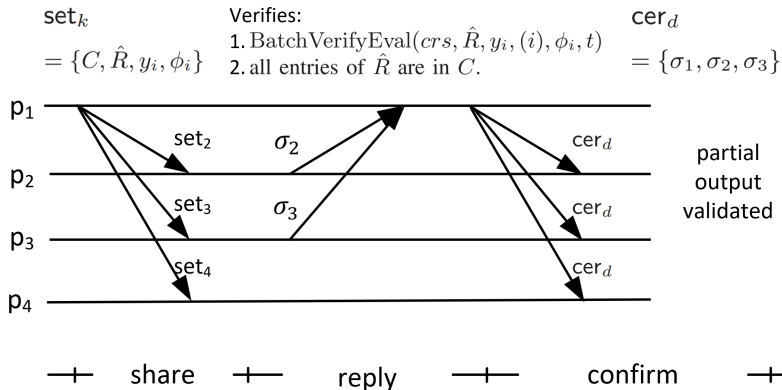 set_k
= {C, R̂, y_i, ϕ_i}
Verifies:
1. BatchVerifyEval(crs, R̂, y_i, (i), ϕ_i, t)
2. all entries of R̂ are in C.
cer_d
= {σ_1, σ_2, σ_3}
p_1
set_2
σ_2
cer_d
p_2
set_3
σ_3
cer_d
p_3
set_4
cer_d
p_4
partial
output
validated
share
reply
confirm